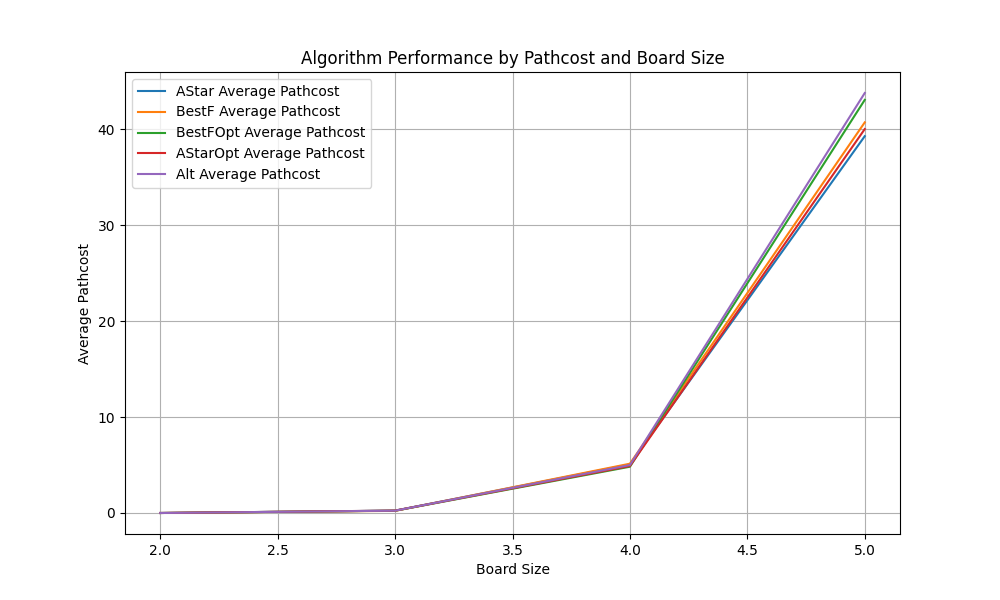 Algorithm Performance by Pathcost and Board Size
AStar Average Pathcost
BestF Average Pathcost
BestFOpt Average Pathcost
AStarOpt Average Pathcost
Alt Average Pathcost
Average Pathcost
40
30
20
10
0
2.0 2.5 3.0 3.5 4.0 4.5 5.0
Board Size